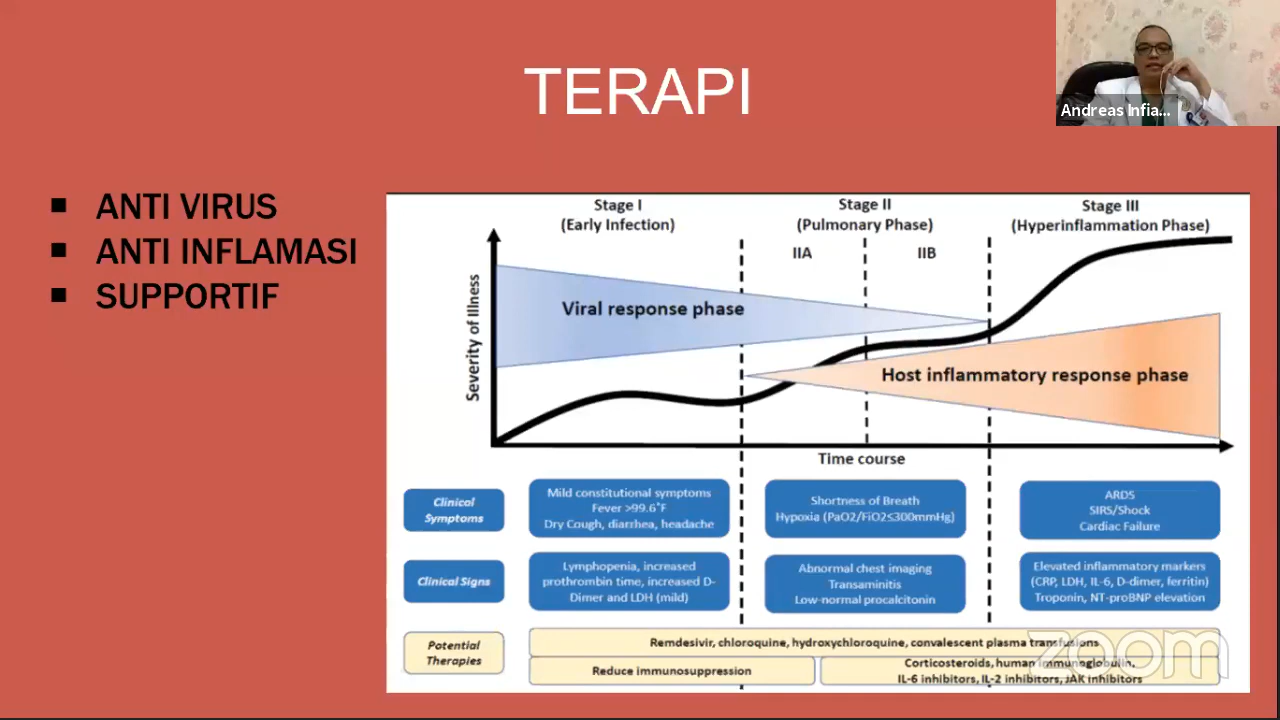 TERAPI
Andreas Infia...
▪ ANTI VIRUS
▪ ANTI INFLAMASI
▪ SUPPORTIF
Stage I
(Early Infection)
Stage II
(Pulmonary Phase)
Stage III
(Hyperinflammation Phase)
IIA
IIB
Severity of Illness
Viral response phase
Host inflammatory response phase
Time course
Clinical
Symptoms
Mild constitutional symptoms
Fever >99.6°F
Dry Cough, diarrhea, headache
Shortness of Breath
Hypoxia (PaO2/FiO2≤300mmHg)
ARDS
SIRS/Shock
Cardiac Failure
Clinical Signs
Lymphopenia, increased
prothrombin time, increased D-
Dimer and LDH (mild)
Abnormal chest imaging
Transaminitis
Low-normal procalcitonin
Elevated inflammatory markers
(CRP, LDH, IL-6, D-dimer, ferritin)
Troponin, NT-proBNP elevation
Potential
Therapies
Remdesivir, chloroquine, hydroxychloroquine, convalescent plasma transfusions
Reduce immunosuppression
Corticosteroids, human immunoglobulin,
IL-6 inhibitors, IL-2 inhibitors, JAK inhibitors
zoom